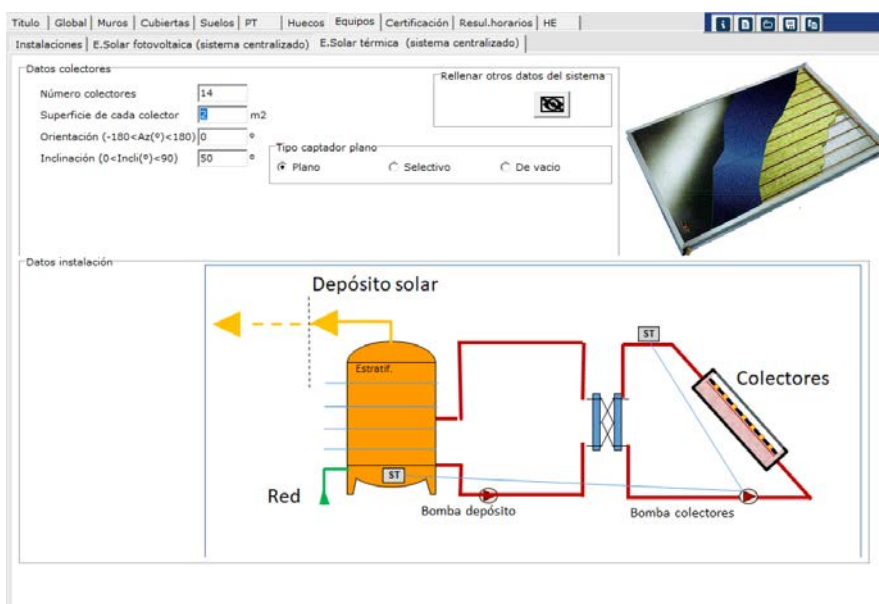 Titulo | Global | Muros | Cubiertas | Suelos | PT | Huecos | Equipos | Certificación | Resul.horarios | HE |
Instalaciones | E.Solar fotovoltaica (sistema centralizado) | E.Solar térmica (sistema centralizado) |
Datos colectores
Rellenar otros datos del sistema
Número colectores 14
Superficie de cada colector 2 m2
Orientación (-180<Az(º)<180) 0 º
Inclinación (0<Incli(º)<90) 50 º
Tipo captador plano
Plano Selectivo De vacio
Datos instalación
Depósito solar
ST
Estratif.
Colectores
ST
Red
Bomba depósito
Bomba colectores